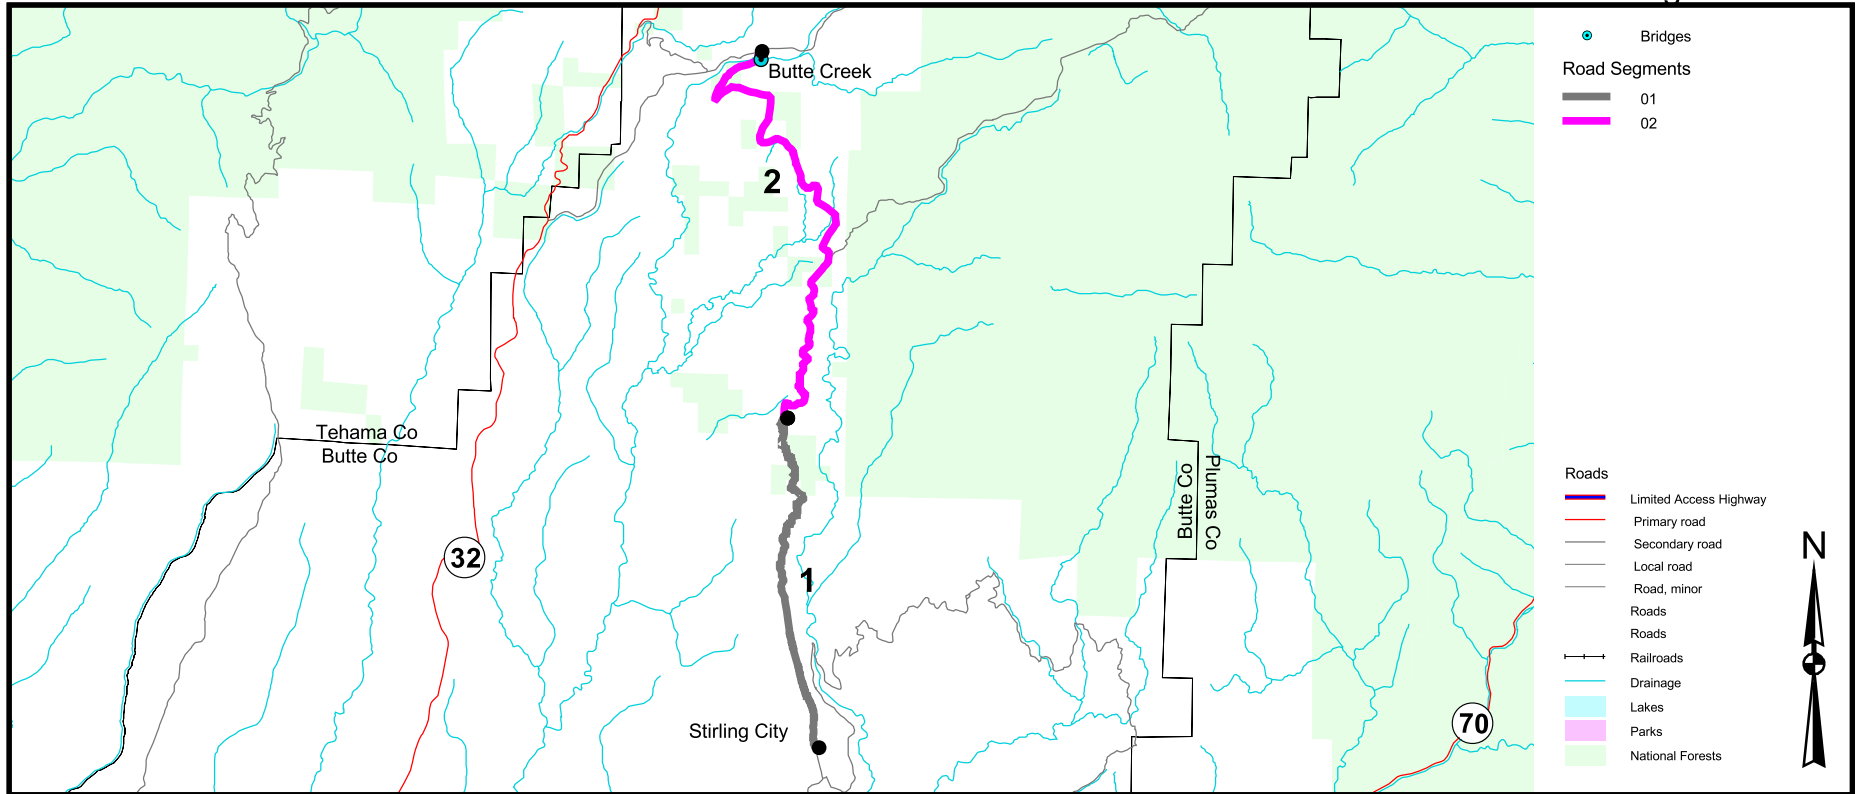 Butte Creek
2
Tehama Co
Butte Co
32
1
Butte Co
Plumas Co
Stirling City
70
Bridges
Road Segments
01
02
Roads
Limited Access Highway
Primary road
Secondary road
Local road
Road, minor
Roads
Roads
Railroads
Drainage
Lakes
Parks
National Forests
N